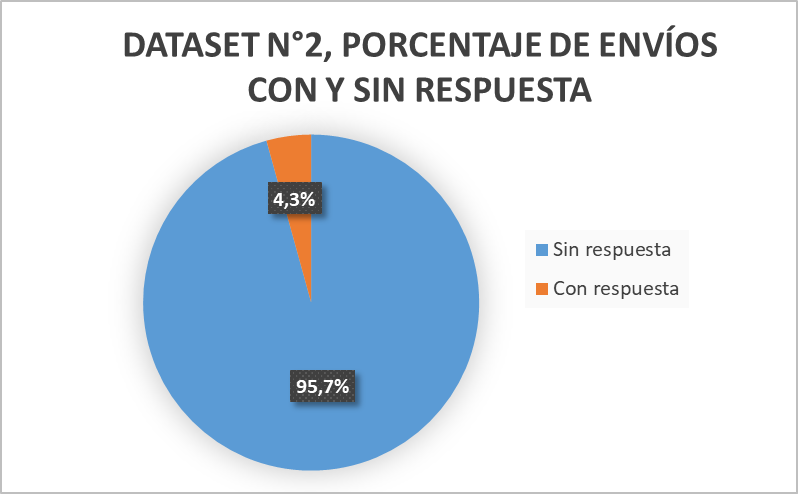 DATASET N°2, PORCENTAJE DE ENVÍOS
CON Y SIN RESPUESTA
4,3%
Sin respuesta
Con respuesta
95,7%